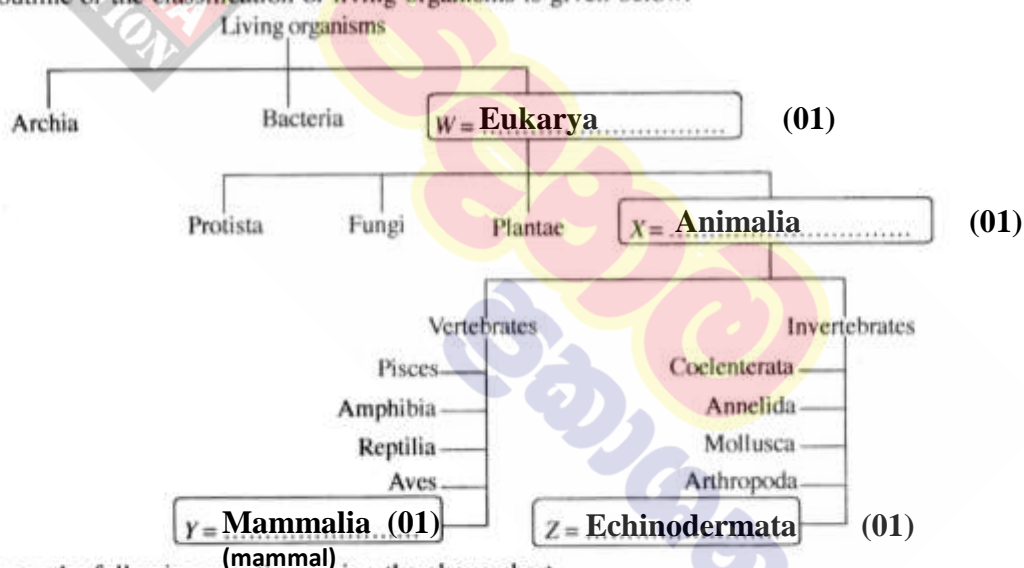 outline of the classification of living organisms is given below.
Living organisms
Archia
Bacteria
W = Eukarya (01)
Protista
Fungi
Plantae
X = Animalia (01)
Vertebrates
Invertebrates
Pisces
Coelenterata
Amphibia
Annelida
Reptilia
Mollusca
Aves
Arthropoda
Y = Mammalia (01)
Z = Echinodermata (01)
(mammal)